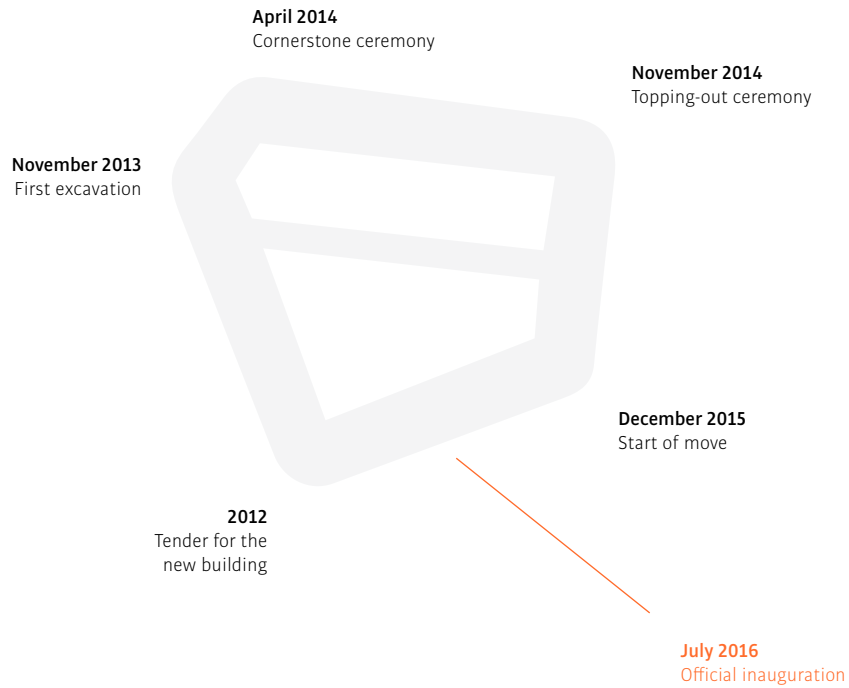 April 2014
Cornerstone ceremony
November 2014
Topping-out ceremony
November 2013
First excavation
December 2015
Start of move
2012
Tender for the
new building
July 2016
Official inauguration